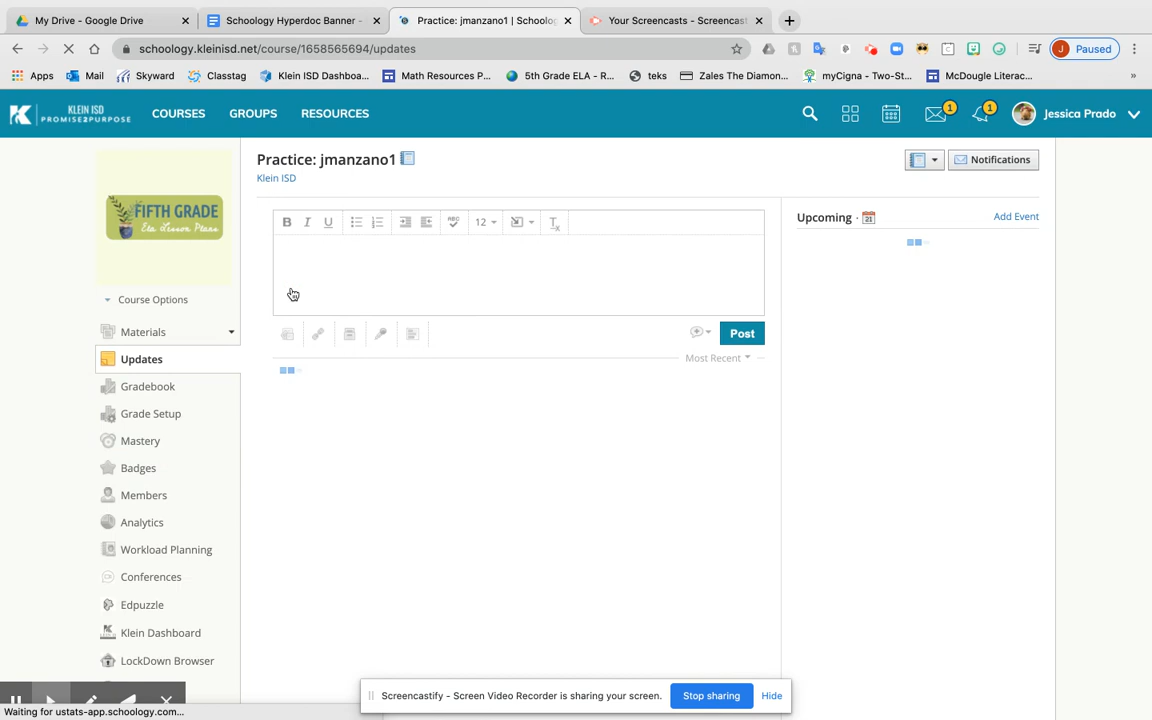 My Drive - Google Drive
Schoology Hyperdoc Banner -
Practice: jmanzano1 | Schoolog
Your Screencasts - Screencast
schoology.kleinisd.net/course/1658565694/updates
J Paused
Apps Mail Skyward Classtag Klein ISD Dashboa... Math Resources P... 5th Grade ELA - R... teks Zales The Diamon... myCigna - Two-St... McDougle Literac... »
K KLEIN ISD
PROMISE2PURPOSE
COURSES GROUPS RESOURCES
1 1 Jessica Prado
FIFTH GRADE
Ela Lesson Plans
Practice: jmanzano1
Klein ISD
Notifications
B I U ABC 12 Tx
Upcoming · 21 Add Event
Course Options
Materials
Updates
Gradebook
Grade Setup
Mastery
Badges
Members
Analytics
Workload Planning
Conferences
Edpuzzle
Klein Dashboard
LockDown Browser
Post
Most Recent
Screencastify - Screen Video Recorder is sharing your screen. Stop sharing Hide
Waiting for ustats-app.schoology.com...